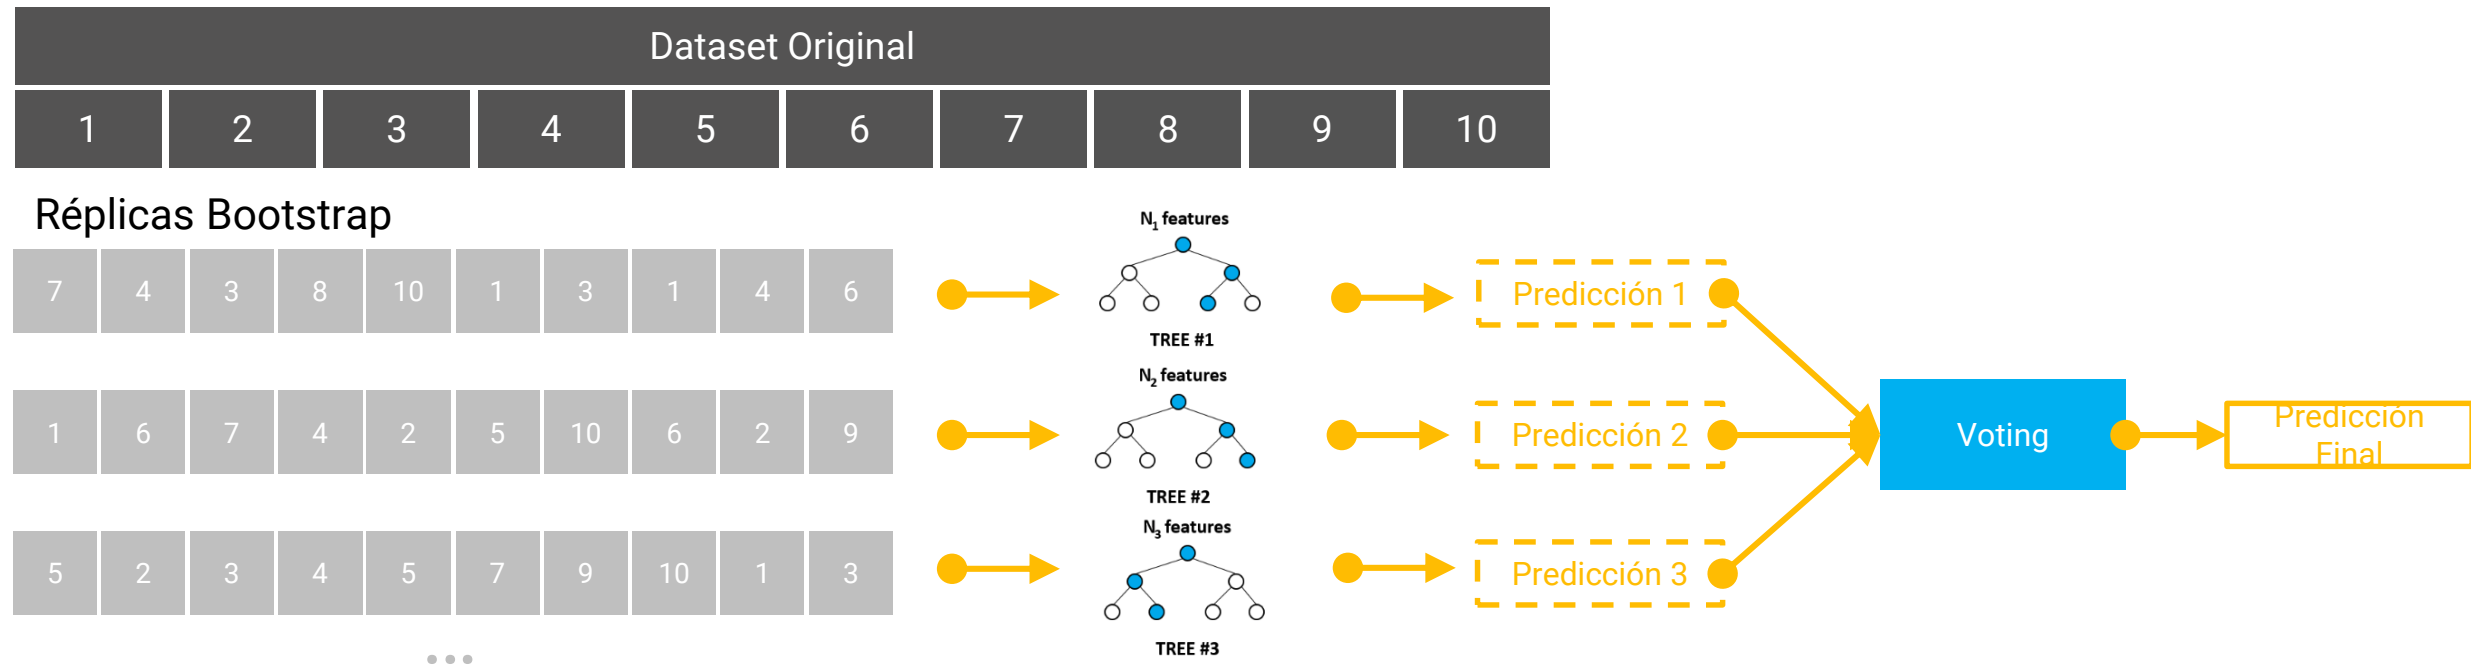 Dataset Original
1 2 3 4 5 6 7 8 9 10
Réplicas Bootstrap
N1 features
7 4 3 8 10 1 3 1 4 6
Predicción 1
TREE #1
N2 features
1 6 7 4 2 5 10 6 2 9
Predicción 2
Voting
Predicción
Final
TREE #2
N3 features
5 2 3 4 5 7 9 10 1 3
Predicción 3
TREE #3
...